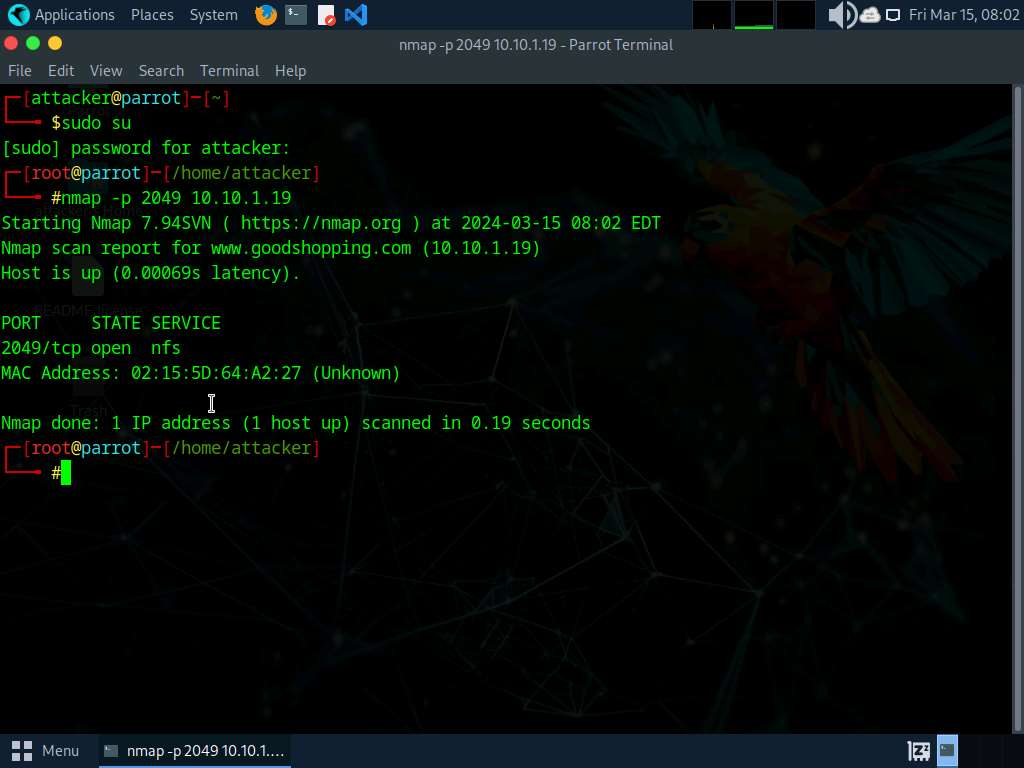 Applications Places System Fri Mar 15, 08:02
nmap -p 2049 10.10.1.19 - Parrot Terminal
File Edit View Search Terminal Help
┌─[attacker@parrot]─[~]
└──╼ $sudo su
[sudo] password for attacker:
┌─[root@parrot]─[/home/attacker]
└──╼ #nmap -p 2049 10.10.1.19
Starting Nmap 7.94SVN ( https://nmap.org ) at 2024-03-15 08:02 EDT
Nmap scan report for www.goodshopping.com (10.10.1.19)
Host is up (0.00069s latency).
PORT     STATE SERVICE
2049/tcp open  nfs
MAC Address: 02:15:5D:64:A2:27 (Unknown)
Trash
Nmap done: 1 IP address (1 host up) scanned in 0.19 seconds
┌─[root@parrot]─[/home/attacker]
└──╼ #
Menu nmap -p 2049 10.10.1....